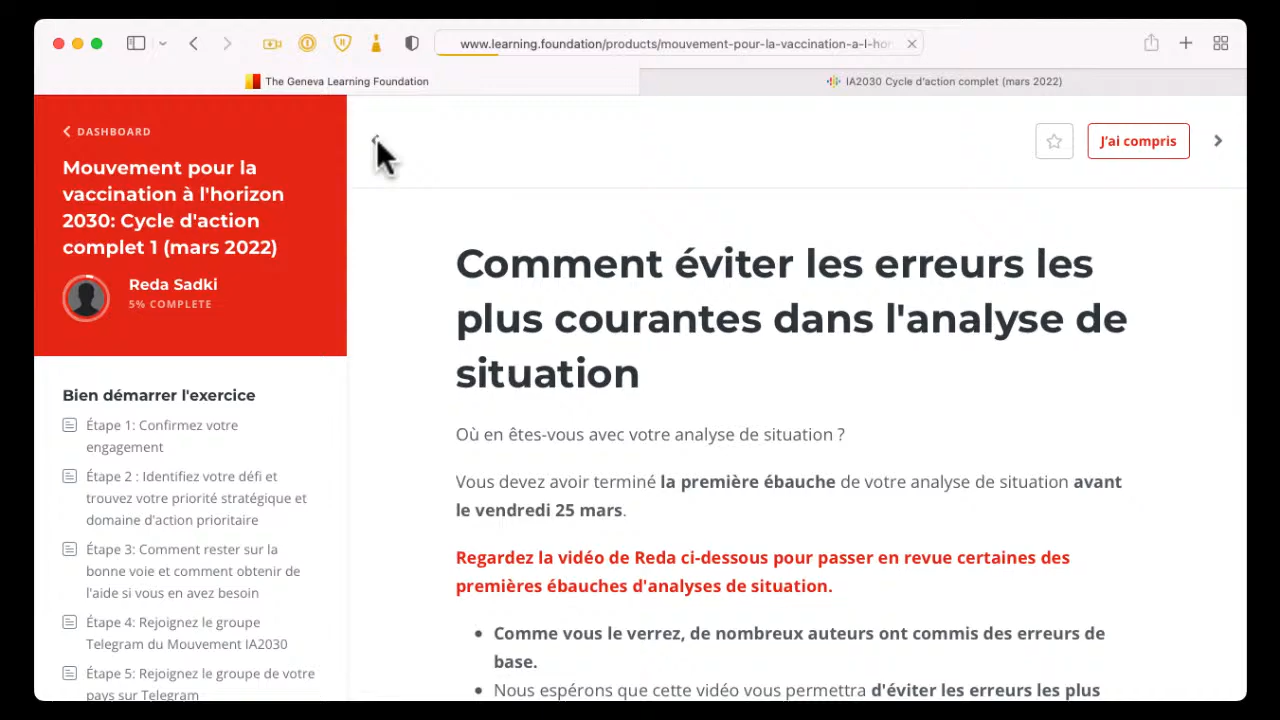 www.learning.foundation/products/mouvement-pour-la-vaccination-a-l-hor
The Geneva Learning Foundation
IA2030 Cycle d'action complet (mars 2022)
DASHBOARD
Mouvement pour la
vaccination à l'horizon
2030: Cycle d'action
complet 1 (mars 2022)
Reda Sadki
5% COMPLETE
Bien démarrer l'exercice
Étape 1: Confirmez votre
engagement
Étape 2 : Identifiez votre défi et
trouvez votre priorité stratégique et
domaine d'action prioritaire
Étape 3: Comment rester sur la
bonne voie et comment obtenir de
l'aide si vous en avez besoin
Étape 4: Rejoignez le groupe
Telegram du Mouvement IA2030
Étape 5: Rejoignez le groupe de votre
pays sur Telegram
J'ai compris
Comment éviter les erreurs les
plus courantes dans l'analyse de
situation
Où en êtes-vous avec votre analyse de situation ?
Vous devez avoir terminé la première ébauche de votre analyse de situation avant
le vendredi 25 mars.
Regardez la vidéo de Reda ci-dessous pour passer en revue certaines des
premières ébauches d'analyses de situation.
Comme vous le verrez, de nombreux auteurs ont commis des erreurs de
base.
Nous espérons que cette vidéo vous permettra d'éviter les erreurs les plus